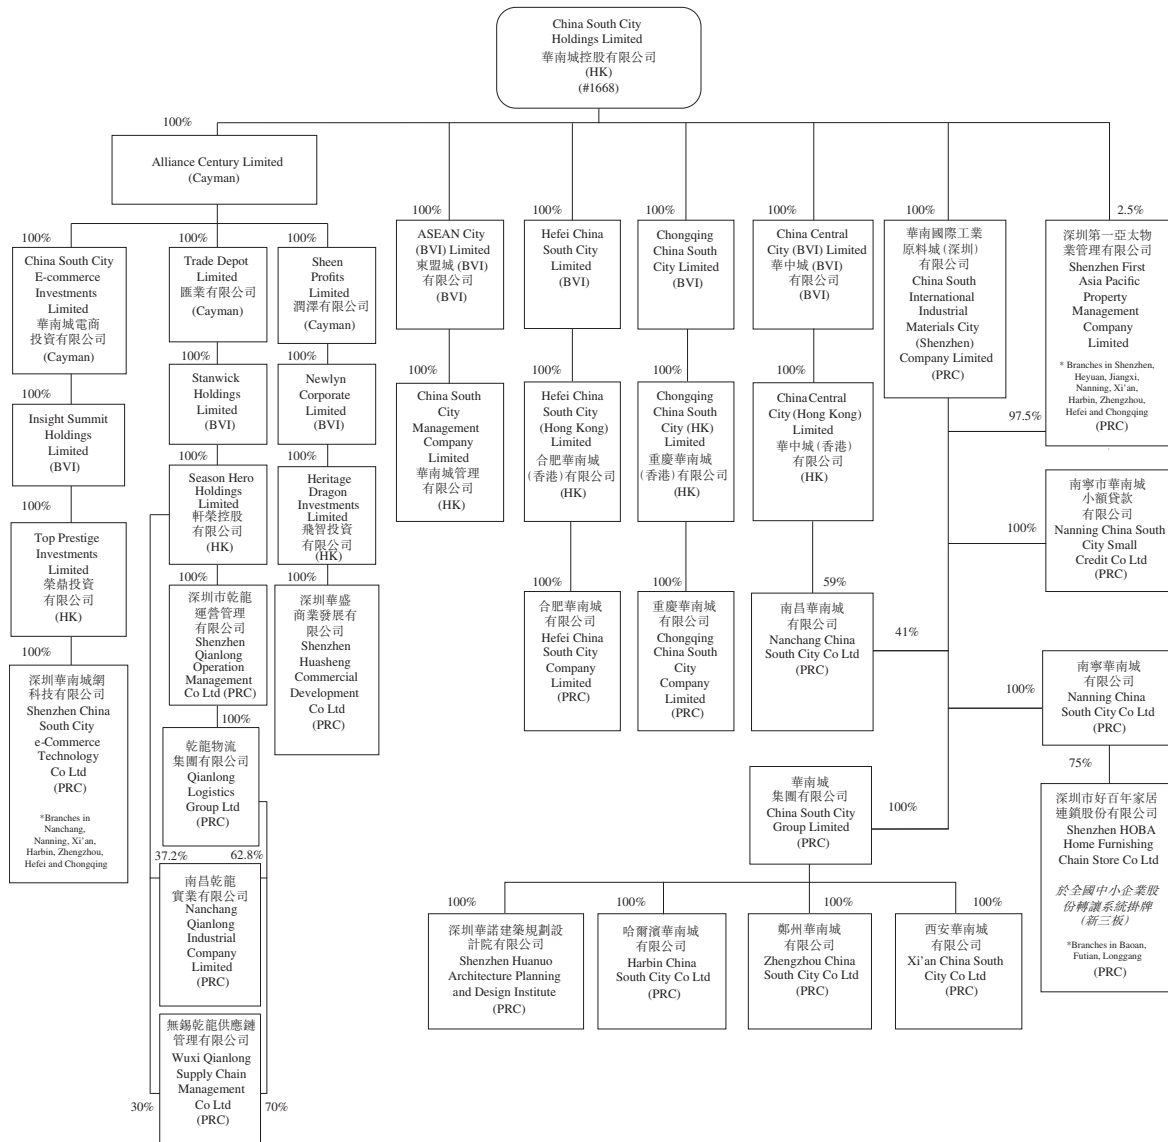 China South City
Holdings Limited
華南城控股有限公司
(HK)
(#1668)
100%
Alliance Century Limited
(Cayman)
100%
China South City
E-commerce
Investments
Limited
華南城電商
投資有限公司
(Cayman)
100%
Insight Summit
Holdings
Limited
(BVI)
100%
Top Prestige
Investments
Limited
榮鼎投資
有限公司
(HK)
100%
深圳華南城網
科技有限公司
Shenzhen China
South City
e-Commerce
Technology
Co Ltd
(PRC)
*Branches in
Nanchang,
Nanning, Xi'an,
Harbin, Zhengzhou,
Hefei and Chongqing
100%
Trade Depot
Limited
匯業有限公司
(Cayman)
100%
Stanwick
Holdings
Limited
(BVI)
100%
Season Hero
Holdings
Limited
軒榮控股
有限公司
(HK)
100%
深圳市乾龍
運營管理
有限公司
Shenzhen
Qianlong
Operation
Management
Co Ltd (PRC)
100%
乾龍物流
集團有限公司
Qianlong
Logistics
Group Ltd
(PRC)
37.2%
62.8%
南昌乾龍
實業有限公司
Nanchang
Qianlong
Industrial
Company
Limited
(PRC)
無錫乾龍供應鏈
管理有限公司
Wuxi Qianlong
Supply Chain
Management
Co Ltd
(PRC)
30%
70%
100%
Sheen
Profits
Limited
潤澤有限公司
(Cayman)
100%
Newlyn
Corporate
Limited
(BVI)
100%
Heritage
Dragon
Investments
Limited
飛智投資
有限公司
(HK)
100%
深圳華盛
商業發展有
限公司
Shenzhen
Huasheng
Commercial
Development
Co Ltd
(PRC)
100%
ASEAN City
(BVI) Limited
東盟城 (BVI)
有限公司
(BVI)
100%
China South
City
Management
Company
Limited
華南城管理
有限公司
(HK)
100%
Hefei China
South City
Limited
(BVI)
100%
Hefei China
South City
(Hong Kong)
Limited
合肥華南城
(香港)有限公司
(HK)
100%
合肥華南城
有限公司
Hefei China
South City
Company
Limited
(PRC)
100%
Chongqing
China South
City Limited
(BVI)
100%
Chongqing
China South
City (HK)
Limited
重慶華南城
(香港)有限公司
(HK)
100%
重慶華南城
有限公司
Chongqing
China South
City
Company
Limited
(PRC)
100%
China Central
City (BVI) Limited
華中城 (BVI)
有限公司
(BVI)
100%
China Central
City (Hong Kong)
Limited
華中城 (香港)
有限公司
(HK)
59%
南昌華南城
有限公司
Nanchang China
South City Co Ltd
(PRC)
41%
100%
華南國際工業
原料城 (深圳)
有限公司
China South
International
Industrial
Materials City
(Shenzhen)
Company Limited
(PRC)
2.5%
深圳第一亞太物
業管理有限公司
Shenzhen First
Asia Pacific
Property
Management
Company
Limited
* Branches in Shenzhen,
Heyuan, Jiangxi,
Nanning, Xi'an,
Harbin, Zhengzhou,
Hefei and Chongqing
(PRC)
97.5%
100%
南寧市華南城
小額貸款
有限公司
Nanning China South
City Small
Credit Co Ltd
(PRC)
100%
南寧華南城
有限公司
Nanning China
South City Co Ltd
(PRC)
75%
深圳市好百年家居
連鎖股份有限公司
Shenzhen HOBA
Home Furnishing
Chain Store Co Ltd
於全國中小企業股
份轉讓系統掛牌
(新三板)
*Branches in Baoan,
Futian, Longgang
(PRC)
100%
華南城
集團有限公司
China South City
Group Limited
(PRC)
100%
深圳華諾建築規劃設
計院有限公司
Shenzhen Huanuo
Architecture Planning
and Design Institute
(PRC)
100%
哈爾濱華南城
有限公司
Harbin China
South City Co Ltd
(PRC)
100%
鄭州華南城
有限公司
Zhengzhou China
South City Co Ltd
(PRC)
100%
西安華南城
有限公司
Xi'an China South
City Co Ltd
(PRC)